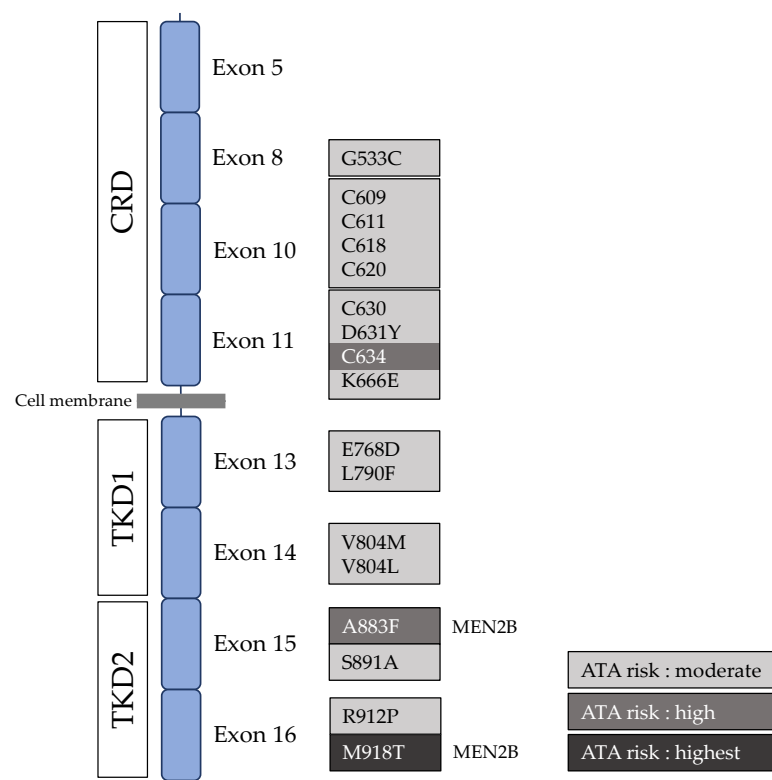 CRD
Exon 5
Exon 8
G533C
Exon 10
C609
C611
C618
C620
Exon 11
C630
D631Y
C634
K666E
Cell membrane
TKD1
Exon 13
E768D
L790F
Exon 14
V804M
V804L
TKD2
Exon 15
A883F
MEN2B
S891A
Exon 16
R912P
M918T
MEN2B
ATA risk : moderate
ATA risk : high
ATA risk : highest